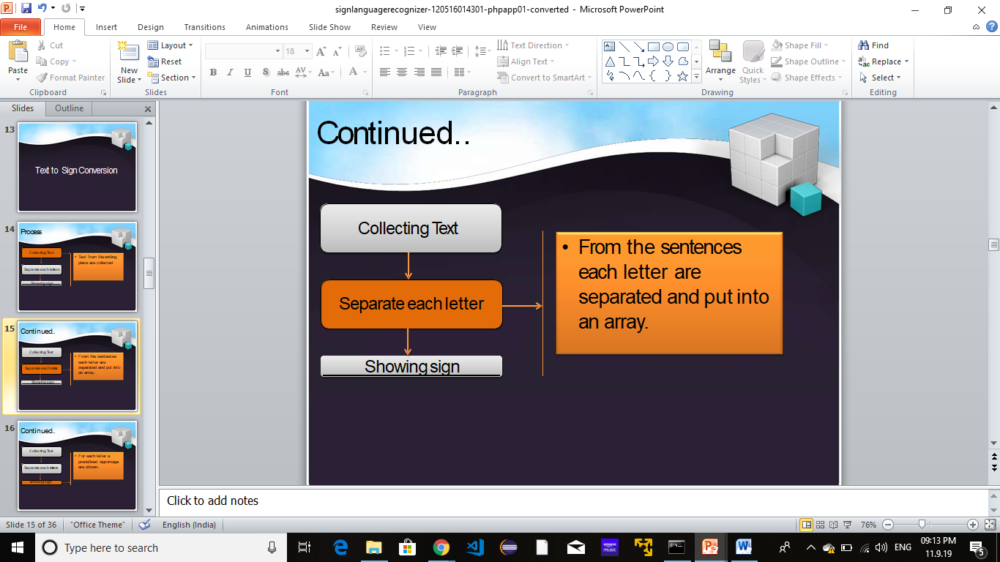 signlanguagerecognizer-120516014301-phpapp01-converted - Microsoft PowerPoint
File Home Insert Design Transitions Animations Slide Show Review View
Paste
Cut
Copy
Format Painter
Clipboard
New
Slide
Layout
Reset
Section
Slides
18
B I U S abc AV Aa A
Font
Text Direction
Align Text
Convert to SmartArt
Paragraph
Arrange
Quick
Styles
Shape Fill
Shape Outline
Shape Effects
Drawing
Find
Replace
Select
Editing
Slides Outline
13
Text to Sign Conversion
14
Process
Collecting Text
Separate each letters
Showing sign
• Text from the writing
place are collected
15
Continued..
Collecting Text
Separate each letter
Showing sign
• From the sentences
each letter are
separated and put into
an array.
16
Continued..
Collecting Text
Separate each letters
Showing sign
• For each letter a
predefined sign image
are shown.
Continued..
Collecting Text
Separate each letter
Showing sign
• From the sentences
each letter are
separated and put into
an array.
Click to add notes
Slide 15 of 36 "Office Theme" English (India) 76%
Type here to search
amazon
music
ENG
09:13 PM
11.9.19
5